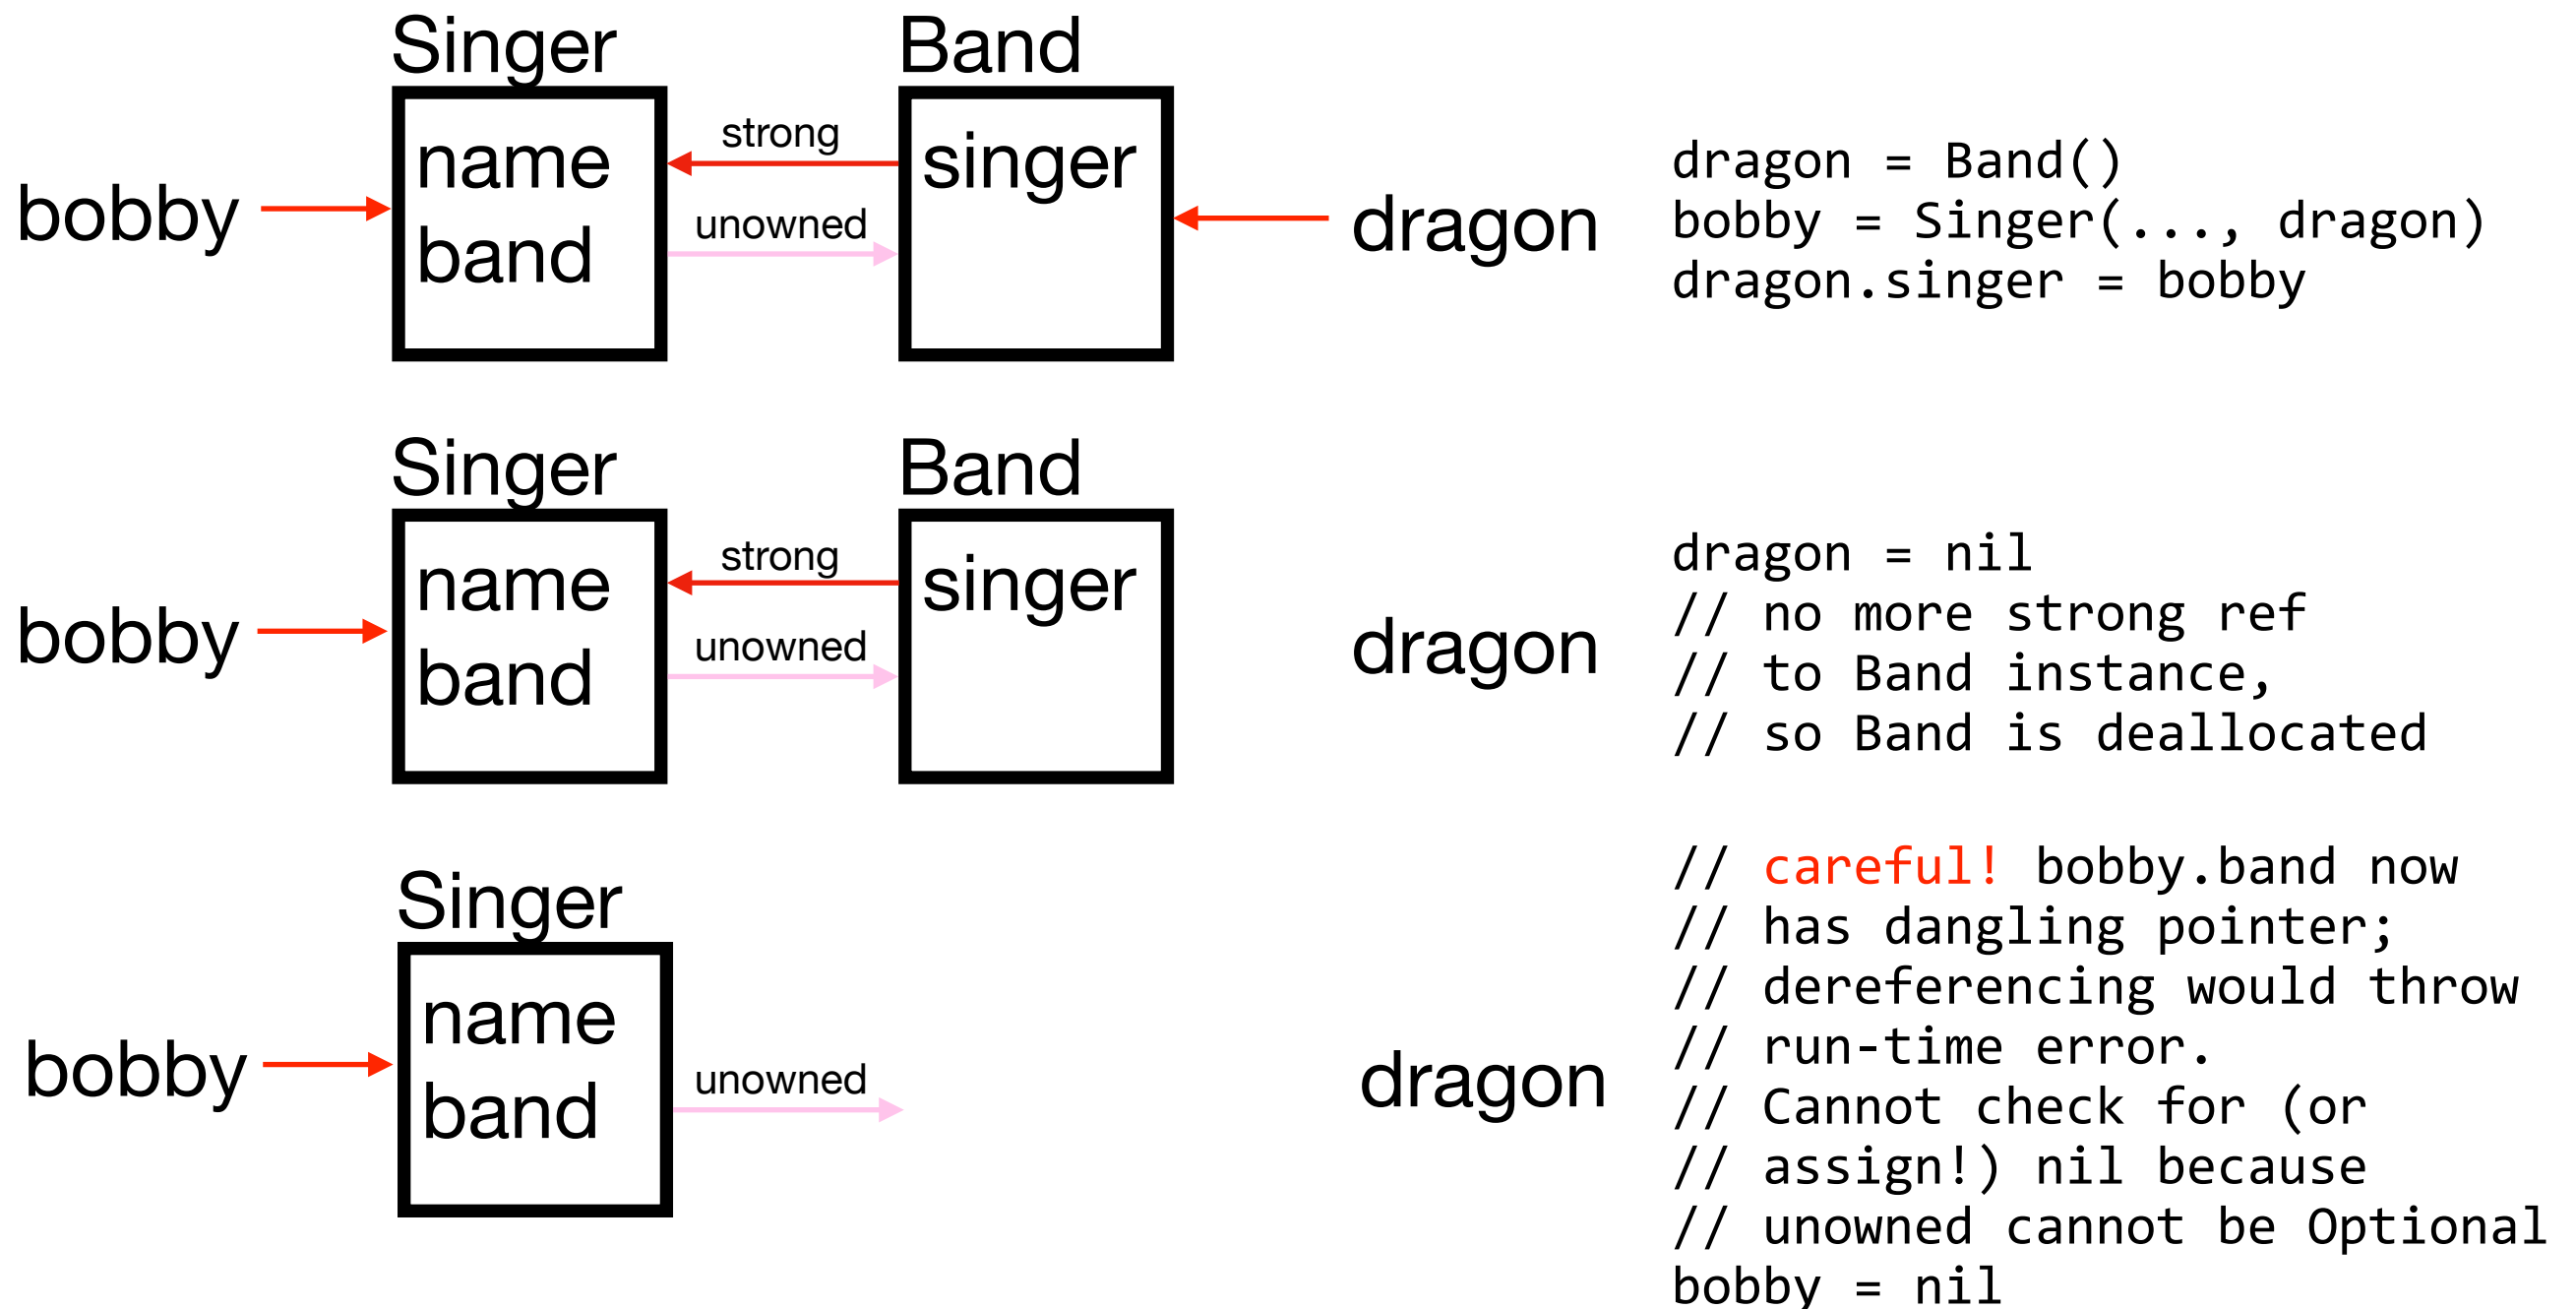 Singer
Band
name
strong
singer
bobby
unowned
band
dragon
dragon = Band()
bobby = Singer(..., dragon)
dragon.singer = bobby
Singer
Band
name
strong
singer
bobby
unowned
band
dragon
dragon = nil
// no more strong ref
// to Band instance,
// so Band is deallocated
Singer
name
bobby
unowned
band
dragon
// careful! bobby.band now
// has dangling pointer;
// dereferencing would throw
// run-time error.
// Cannot check for (or
// assign!) nil because
// unowned cannot be Optional
bobby = nil